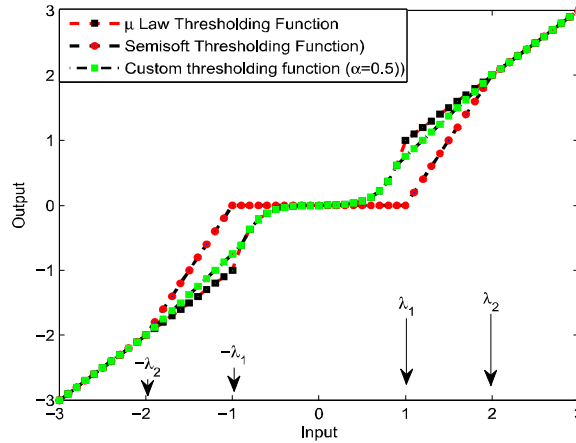 μ Law Thresholding Function
Semisoft Thresholding Function)
Custom thresholding function (α=0.5))
3
2
1
0
−1
−2
−3
Output
λ₁
λ₂
−λ₂
−λ₁
−3 −2 −1 0 1 2 3
Input